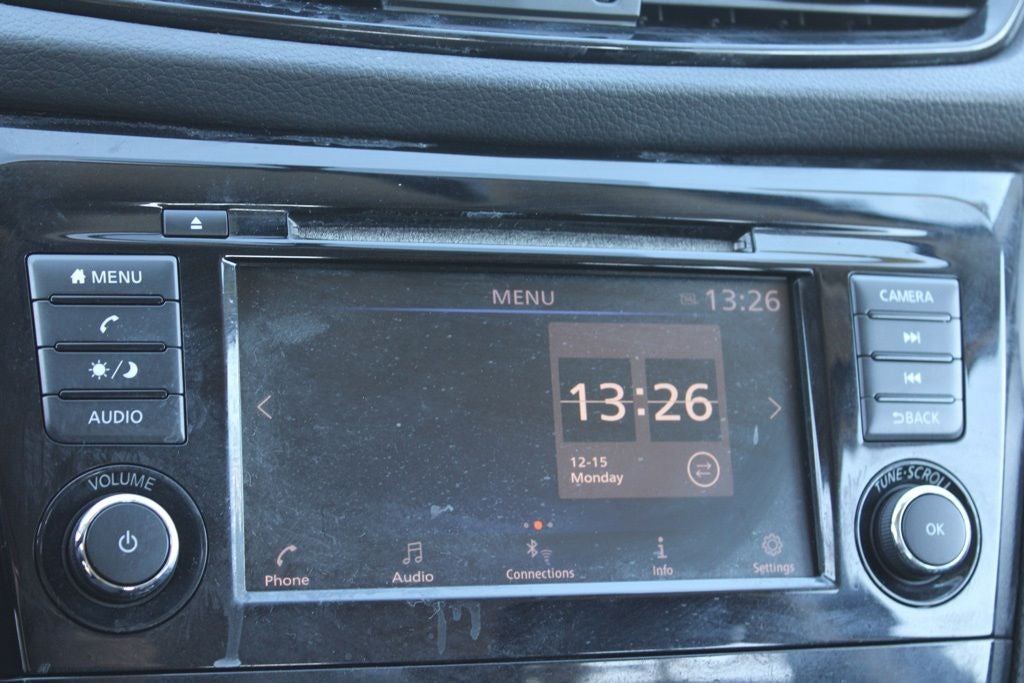 MENU
AUDIO
VOLUME
MENU
13:26
13:26
12-15
Monday
Phone
Audio
Connections
Info
Settings
CAMERA
BACK
TUNE·SCROLL
OK